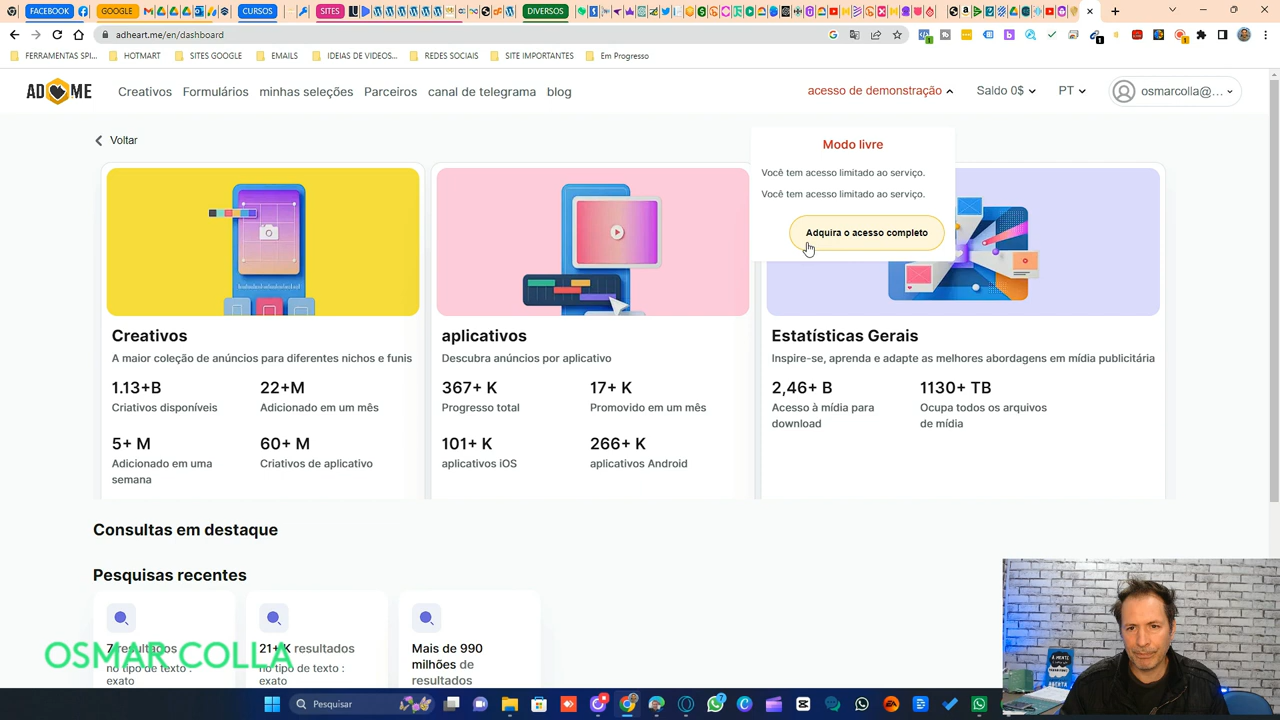 FACEBOOK
GOOGLE
CURSOS
SITES
DIVERSOS
adheart.me/en/dashboard
FERRAMENTAS SPI...
HOTMART
SITES GOOGLE
EMAILS
IDEIAS DE VIDEOS...
REDES SOCIAIS
SITE IMPORTANTES
Em Progresso
AD ME
Creativos
Formulários
minhas seleções
Parceiros
canal de telegrama
blog
acesso de demonstração
Saldo 0$
PT
osmarcolla@...
Voltar
Modo livre
Você tem acesso limitado ao serviço.
Você tem acesso limitado ao serviço.
Adquira o acesso completo
Creativos
A maior coleção de anúncios para diferentes nichos e funis
1.13+B
Criativos disponíveis
22+M
Adicionado em um mês
5+ M
Adicionado em uma
semana
60+ M
Criativos de aplicativo
aplicativos
Descubra anúncios por aplicativo
367+ K
Progresso total
17+ K
Promovido em um mês
101+ K
aplicativos iOS
266+ K
aplicativos Android
Estatísticas Gerais
Inspire-se, aprenda e adapte as melhores abordagens em mídia publicitária
2,46+ B
Acesso à mídia para
download
1130+ TB
Ocupa todos os arquivos
de mídia
Consultas em destaque
Pesquisas recentes
7 resultados
no tipo de texto :
exato
21+ K resultados
no tipo de texto :
exato
Mais de 990
milhões de
resultados
OSMAR COLLA
Pesquisar